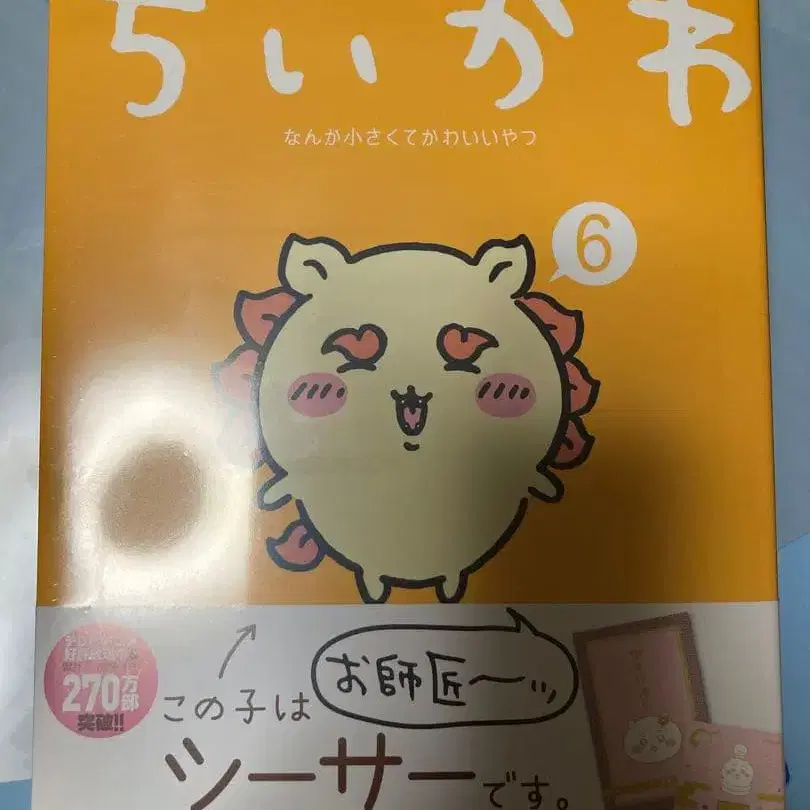 ちいかわ
なんか小さくてかわいいやつ
6
お師匠〜ッ
この子は
シーサーです。
270万部
突破!!